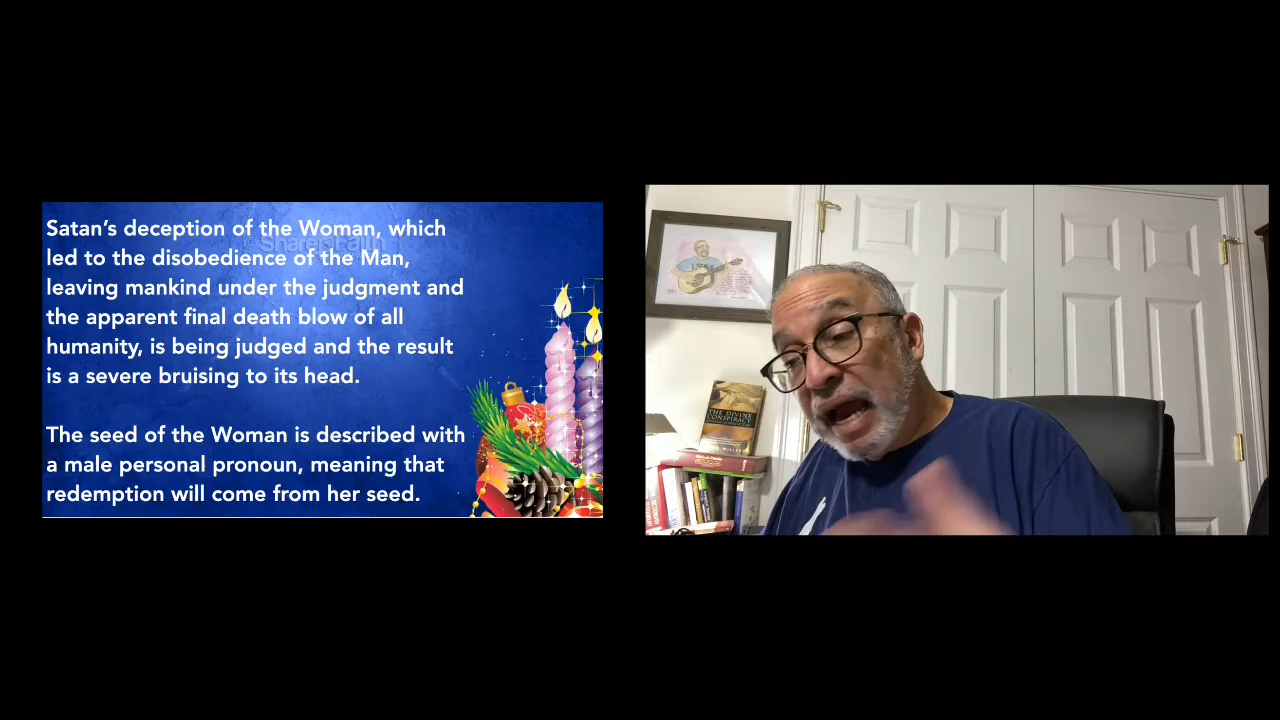 Satan's deception of the Woman, which
led to the disobedience of the Man,
leaving mankind under the judgment and
the apparent final death blow of all
humanity, is being judged and the result
is a severe bruising to its head.
The seed of the Woman is described with
a male personal pronoun, meaning that
redemption will come from her seed.
THE DIVINE
CONSPIRACY